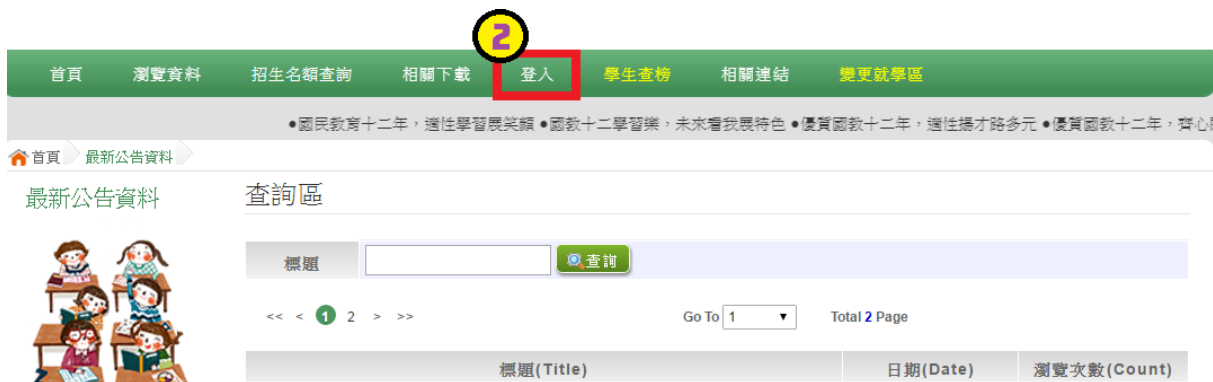 2
首頁 瀏覽資料 招生名額查詢 相關下載 登入 學生查榜 相關連結 變更就學區
●國民教育十二年，適性學習展笑顏 ●國教十二學習樂，未來看我展特色 ●優質國教十二年，適性揚才路多元 ●優質國教十二年，齊心
首頁 最新公告資料
最新公告資料
查詢區
標題 查詢
<< < 1 2 > >> Go To 1 Total 2 Page
標題(Title) 日期(Date) 瀏覽次數(Count)